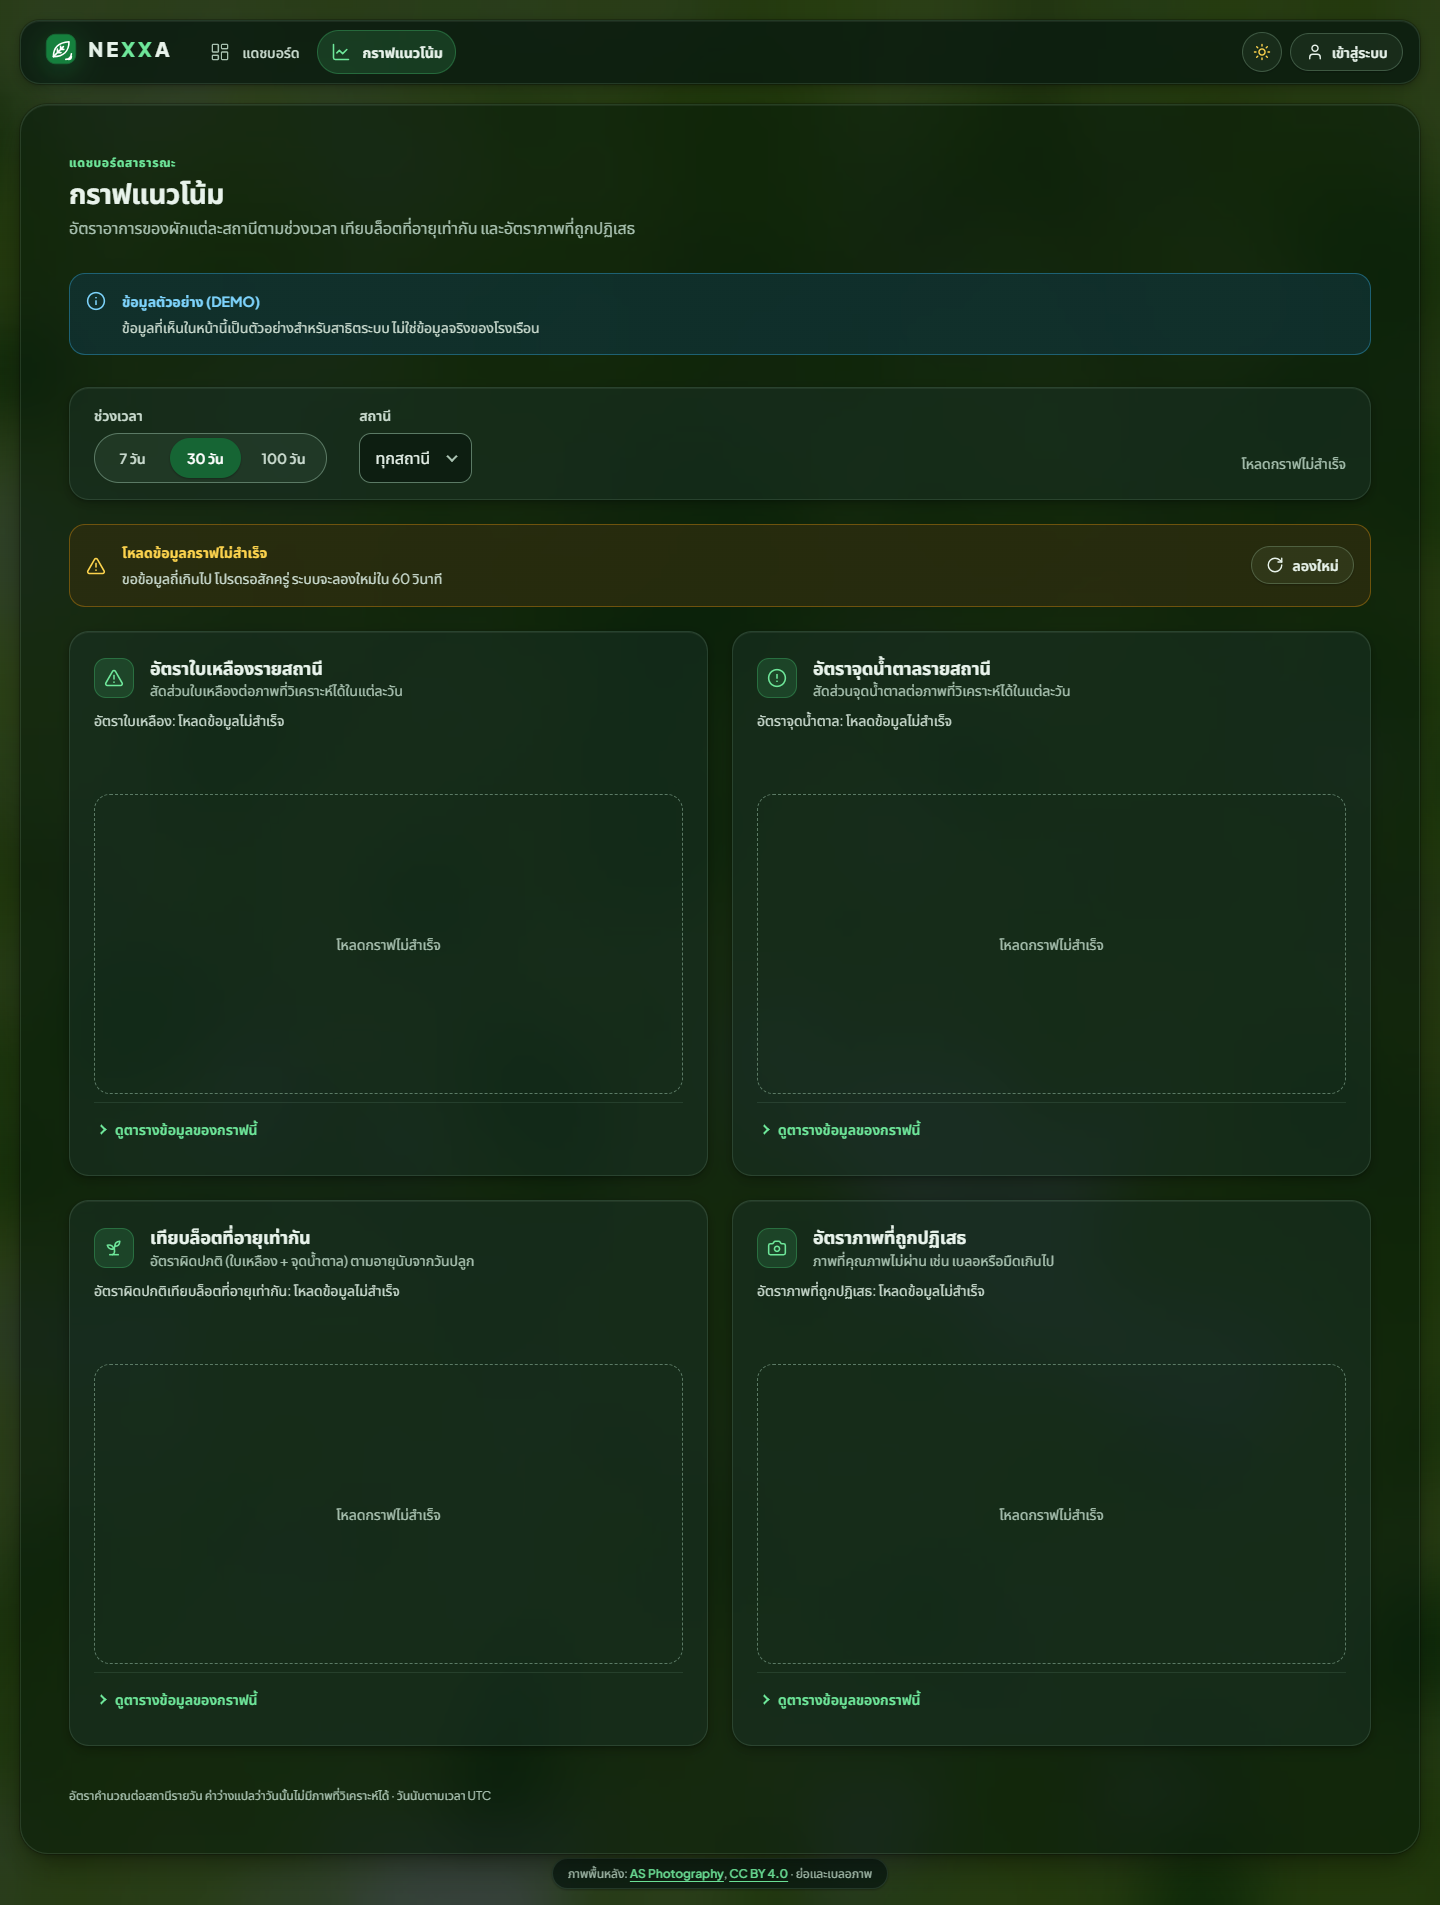 NEXXA
แดชบอร์ด
กราฟแนวโน้ม
เข้าสู่ระบบ
แดชบอร์ดสาธารณะ
กราฟแนวโน้ม
อัตราอาการของผักแต่ละสถานีตามช่วงเวลา เทียบล็อตที่อายุเท่ากัน และอัตราภาพที่ถูกปฏิเสธ
ข้อมูลตัวอย่าง (DEMO)
ข้อมูลที่เห็นในหน้านี้เป็นตัวอย่างสำหรับสาธิตระบบ ไม่ใช่ข้อมูลจริงของโรงเรือน
ช่วงเวลา
สถานี
7 วัน
30 วัน
100 วัน
ทุกสถานี
โหลดกราฟไม่สำเร็จ
โหลดข้อมูลกราฟไม่สำเร็จ
ขอข้อมูลถี่เกินไป โปรดรอสักครู่ ระบบจะลองใหม่ใน 60 วินาที
ลองใหม่
อัตราใบเหลืองรายสถานี
สัดส่วนใบเหลืองต่อภาพที่วิเคราะห์ได้ในแต่ละวัน
อัตราใบเหลือง: โหลดข้อมูลไม่สำเร็จ
โหลดกราฟไม่สำเร็จ
ดูตารางข้อมูลของกราฟนี้
อัตราจุดน้ำตาลรายสถานี
สัดส่วนจุดน้ำตาลต่อภาพที่วิเคราะห์ได้ในแต่ละวัน
อัตราจุดน้ำตาล: โหลดข้อมูลไม่สำเร็จ
โหลดกราฟไม่สำเร็จ
ดูตารางข้อมูลของกราฟนี้
เทียบล็อตที่อายุเท่ากัน
อัตราผิดปกติ (ใบเหลือง + จุดน้ำตาล) ตามอายุนับจากวันปลูก
อัตราผิดปกติเทียบล็อตที่อายุเท่ากัน: โหลดข้อมูลไม่สำเร็จ
โหลดกราฟไม่สำเร็จ
ดูตารางข้อมูลของกราฟนี้
อัตราภาพที่ถูกปฏิเสธ
ภาพที่คุณภาพไม่ผ่าน เช่น เบลอหรือมืดเกินไป
อัตราภาพที่ถูกปฏิเสธ: โหลดข้อมูลไม่สำเร็จ
โหลดกราฟไม่สำเร็จ
ดูตารางข้อมูลของกราฟนี้
อัตราคำนวณต่อสถานีรายวัน ค่าว่างแปลว่าวันนั้นไม่มีภาพที่วิเคราะห์ได้ · วันนับตามเวลา UTC
ภาพพื้นหลัง: AS Photography, CC BY 4.0 · ย่อและเบลอภาพ